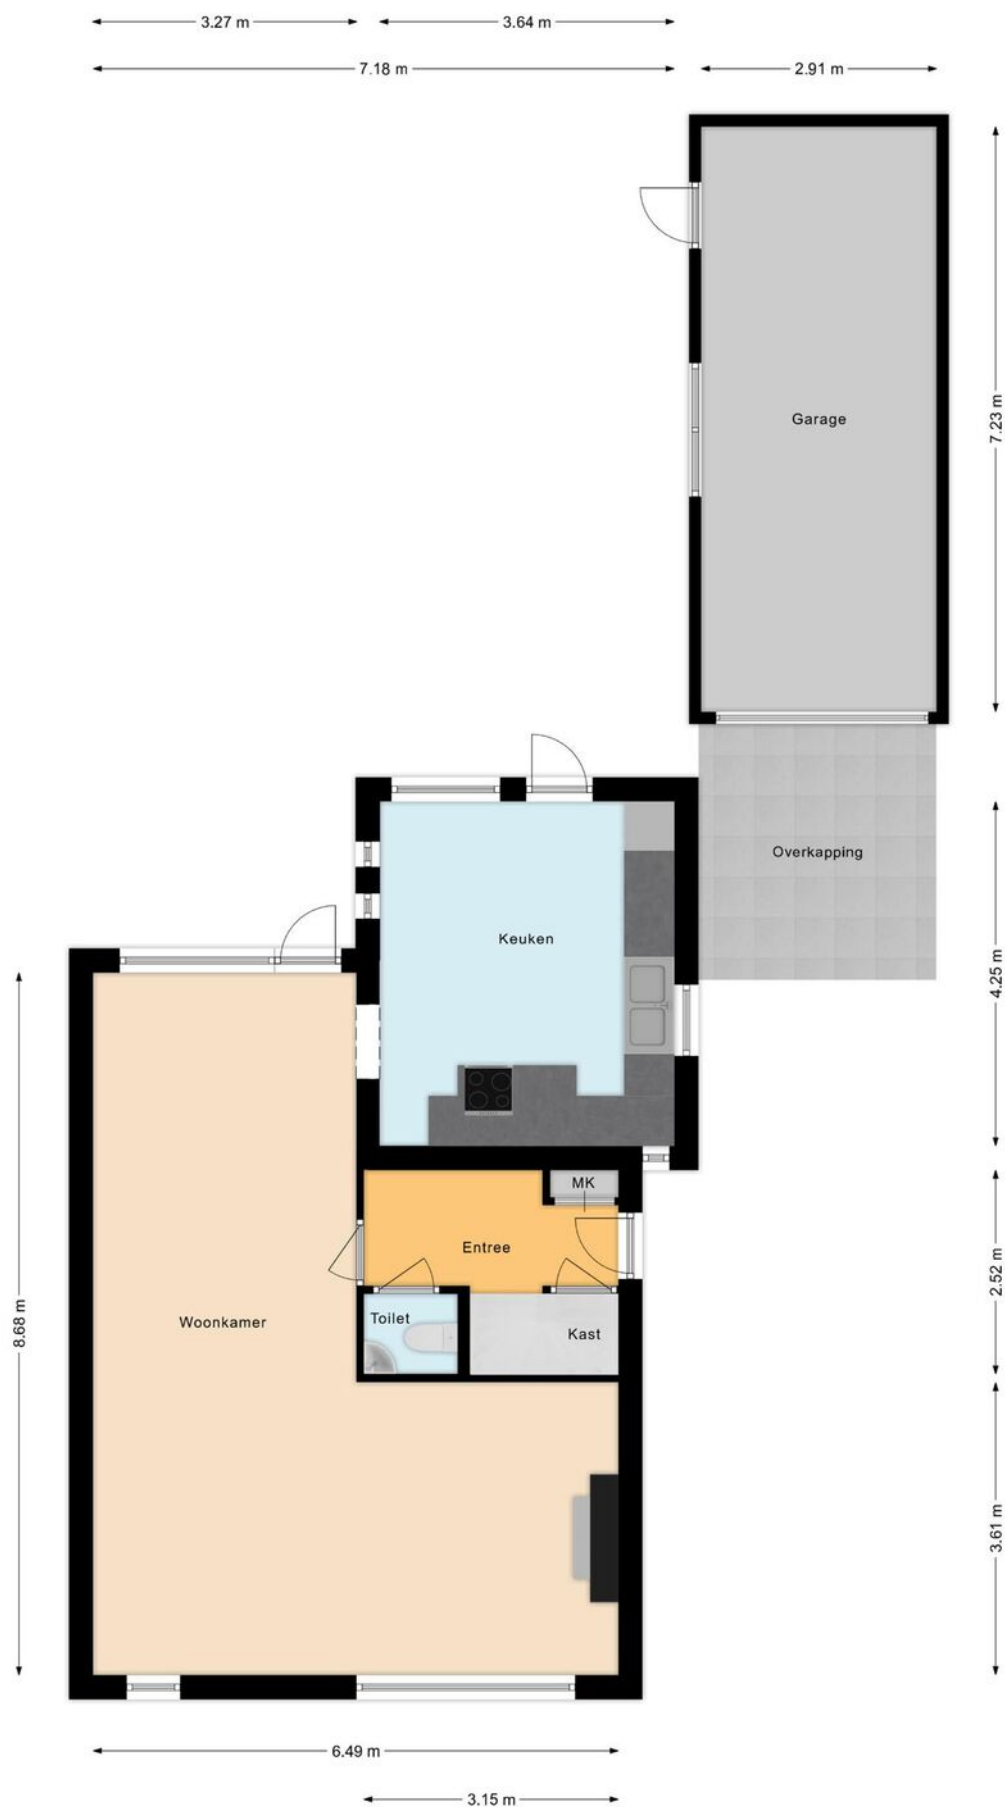 3.27 m
3.64 m
7.18 m
2.91 m
Garage
7.23 m
Overkapping
Keuken
4.25 m
MK
Entree
2.52 m
Toilet
Kast
Woonkamer
8.68 m
3.61 m
6.49 m
3.15 m